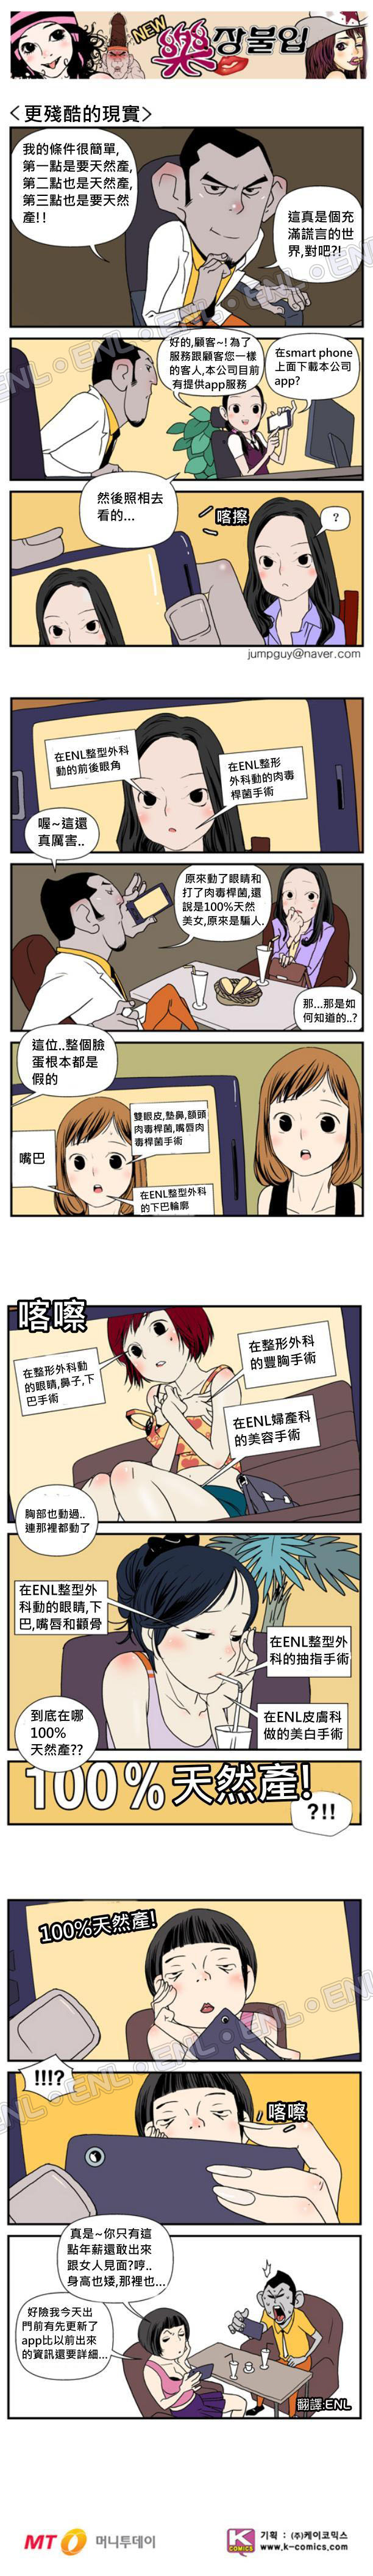 NEW
樂장불입
<更殘酷的現實>
我的條件很簡單,
第一點是要天然產,
第二點也是天然產,
第三點也是要天然
產!!
這真是個充
滿謊言的世
界,對吧?!
ENL
好的,顧客~!為了
服務跟顧客您一樣
的客人,本公司目前
有提供app服務
在smart phone
上面下載本公司
app?
然後照相去
看的...
喀擦
?
jumpguy@naver.com
在ENL整型外科
動的前後眼角
在ENL整形
外科動的肉毒
桿菌手術
喔~這還
真厲害..
原來動了眼睛和
打了肉毒桿菌,還
說是100%天然
美女,原來是騙人.
那...那是如
何知道的..?
這位..整個臉
蛋根本都是
假的
雙眼皮,墊鼻,額頭
肉毒桿菌,嘴唇肉
毒桿菌手術
嘴巴
在ENL整型外科
的下巴輪廓
喀嚓
在整形外科動
的眼睛,鼻子,下
巴手術
在整形外科
的豐胸手術
在ENL婦產科
的美容手術
胸部也動過..
連那裡都動了
在ENL整型外
科動的眼睛,下
巴,嘴唇和顴骨
在ENL整型外
科的抽指手術
到底在哪
100%
天然產??
在ENL皮膚科
做的美白手術
100%天然產!
?!!
100%天然產!
ENL
!!!?
喀嚓
真是~你只有這
點年薪還敢出來
跟女人見面?哼..
身高也矮,那裡也...
好險我今天出
門前有先更新了
app比以前出來
的資訊還要詳細...
翻譯:ENL
MT 머니투데이
K COMICS 기획 : (주)케이코믹스
www.k-comics.com